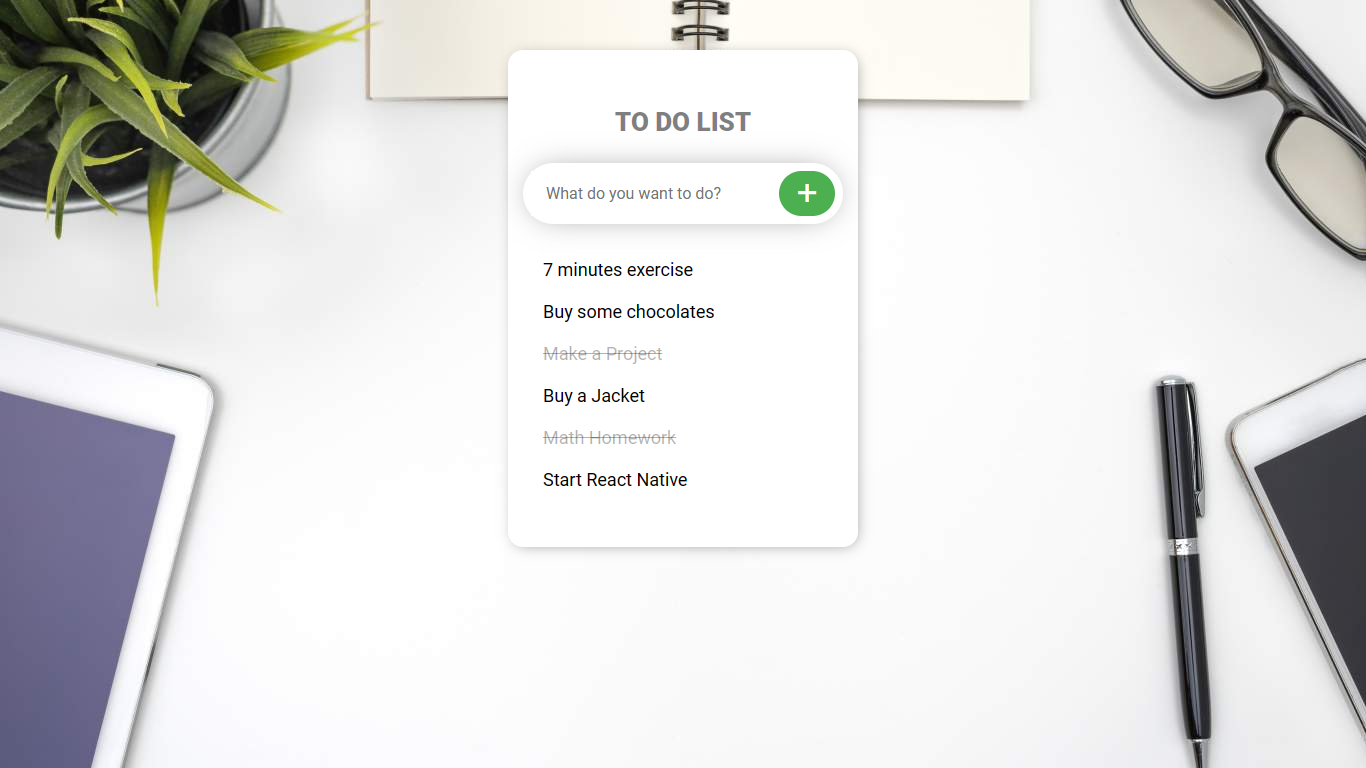 TO DO LIST
What do you want to do?
+
7 minutes exercise
Buy some chocolates
Make a Project
Buy a Jacket
Math Homework
Start React Native